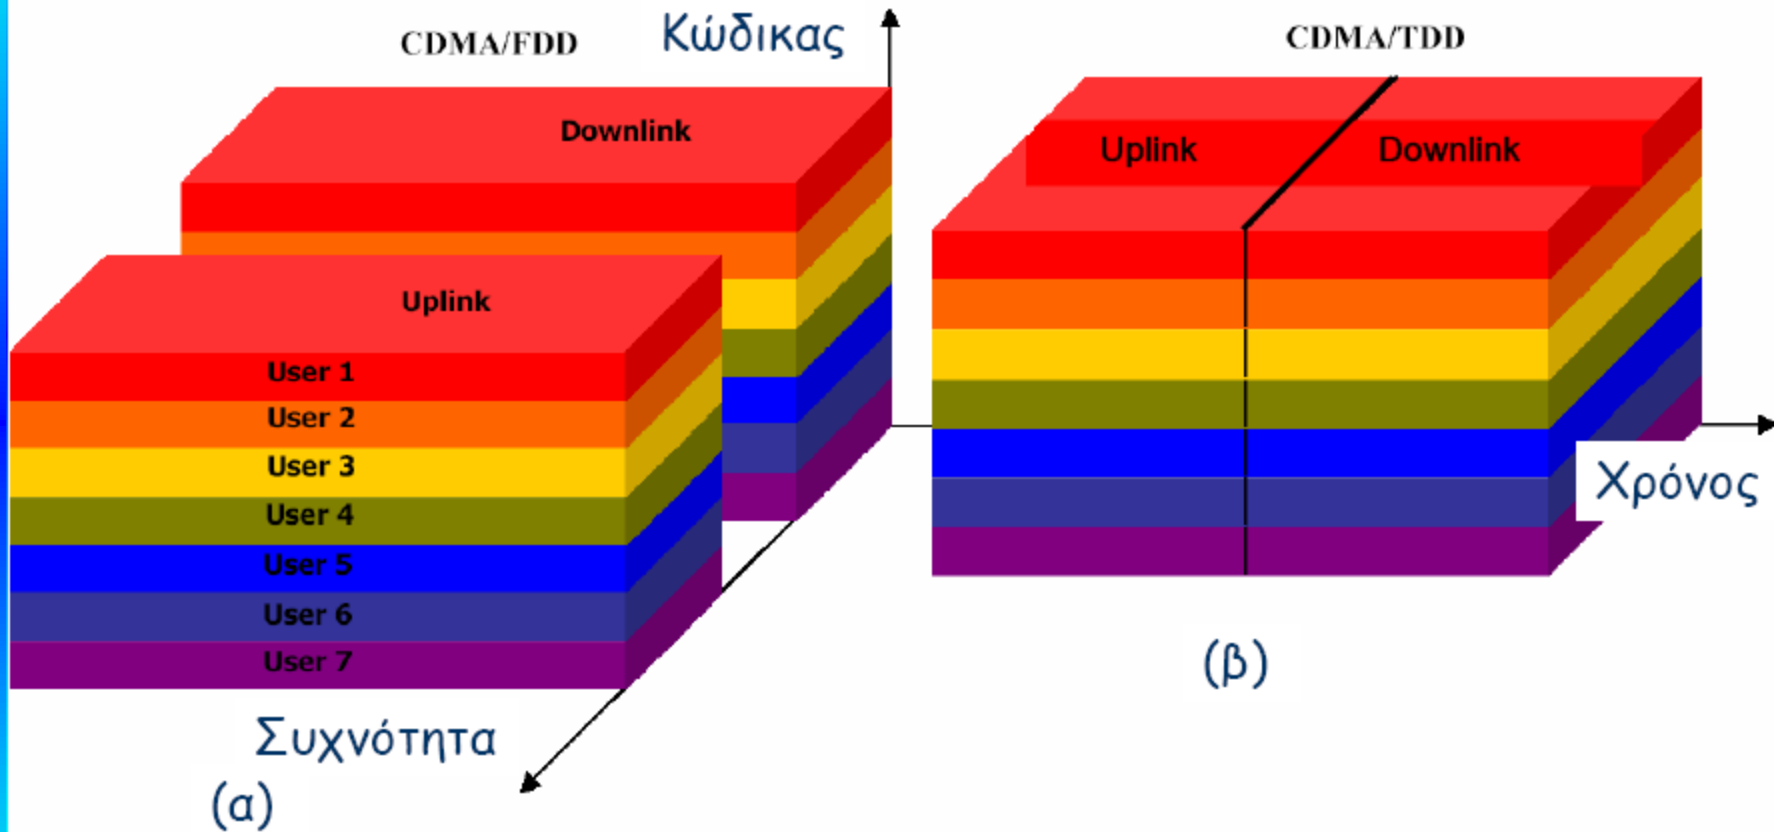 CDMA/FDD
Κώδικας
CDMA/TDD
Downlink
Uplink
User 1
User 2
User 3
User 4
User 5
User 6
User 7
Συχνότητα
(α)
Uplink
Downlink
Χρόνος
(β)